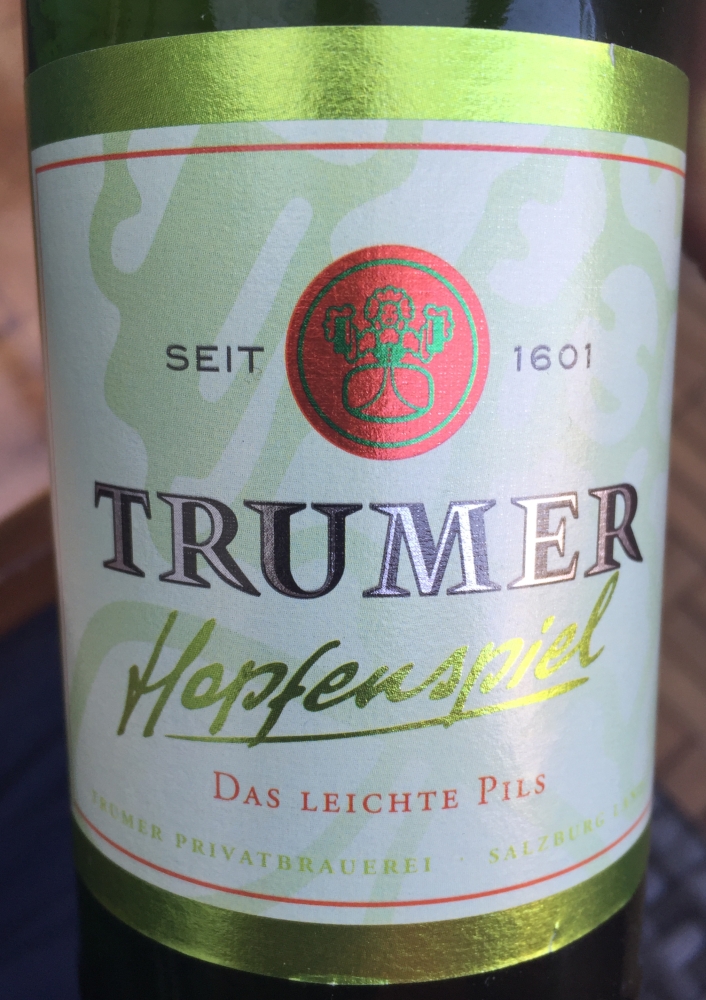 SEIT 1601
TRUMER
Hopfenspiel
DAS LEICHTE PILS
TRUMER PRIVATBRAUEREI · SALZBURG